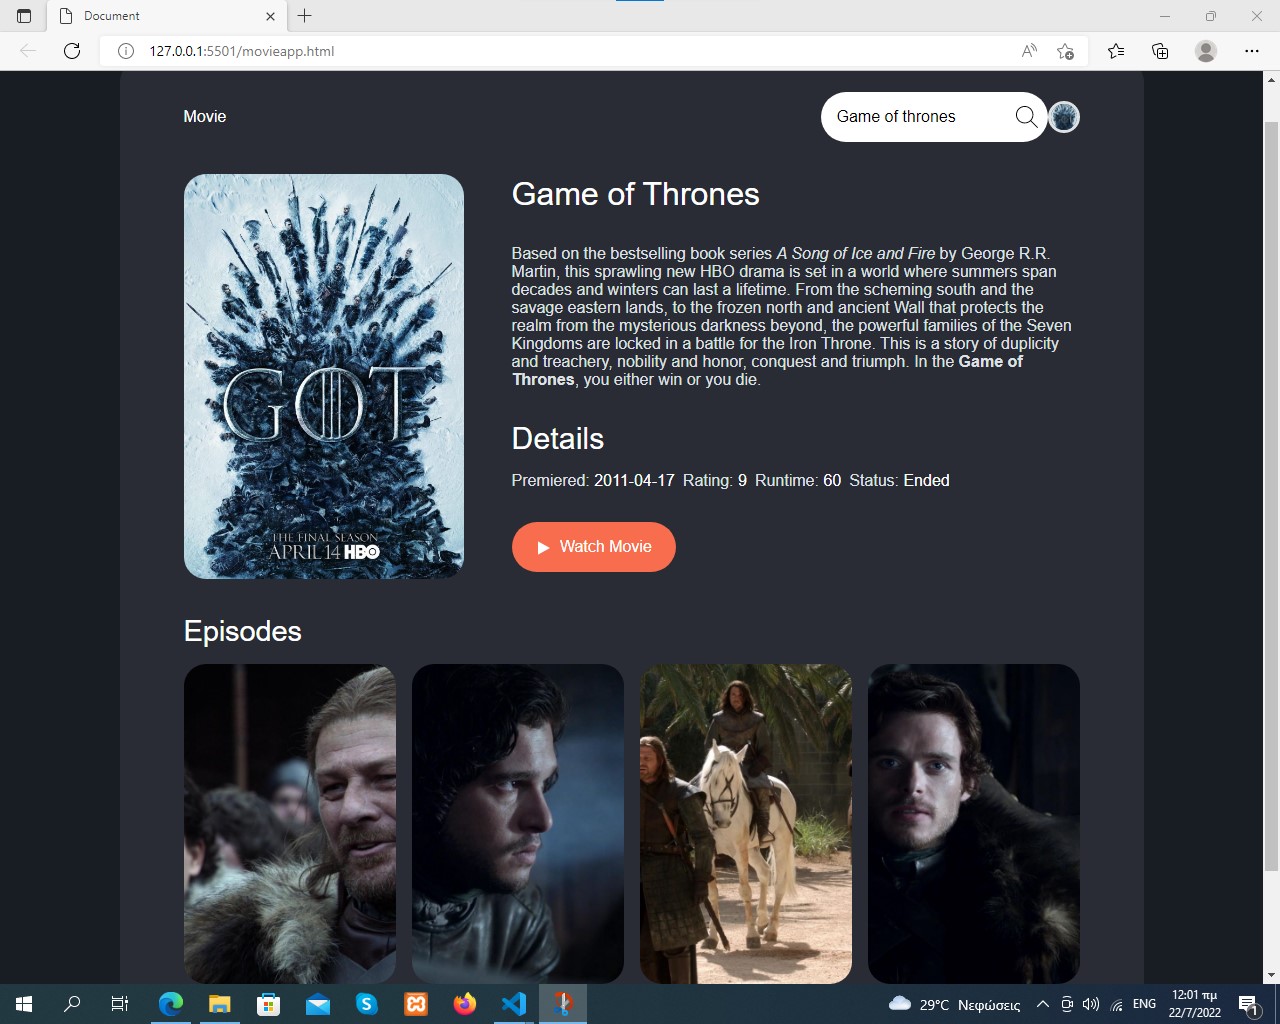 Document
127.0.0.1:5501/movieapp.html
Movie
Game of thrones
GOT
THE FINAL SEASON
APRIL 14 HBO
Game of Thrones
Based on the bestselling book series A Song of Ice and Fire by George R.R.
Martin, this sprawling new HBO drama is set in a world where summers span
decades and winters can last a lifetime. From the scheming south and the
savage eastern lands, to the frozen north and ancient Wall that protects the
realm from the mysterious darkness beyond, the powerful families of the Seven
Kingdoms are locked in a battle for the Iron Throne. This is a story of duplicity
and treachery, nobility and honor, conquest and triumph. In the Game of
Thrones, you either win or you die.
Details
Premiered: 2011-04-17 Rating: 9 Runtime: 60 Status: Ended
Watch Movie
Episodes
29°C Νεφώσεις
ENG
12:01 πμ
22/7/2022
1